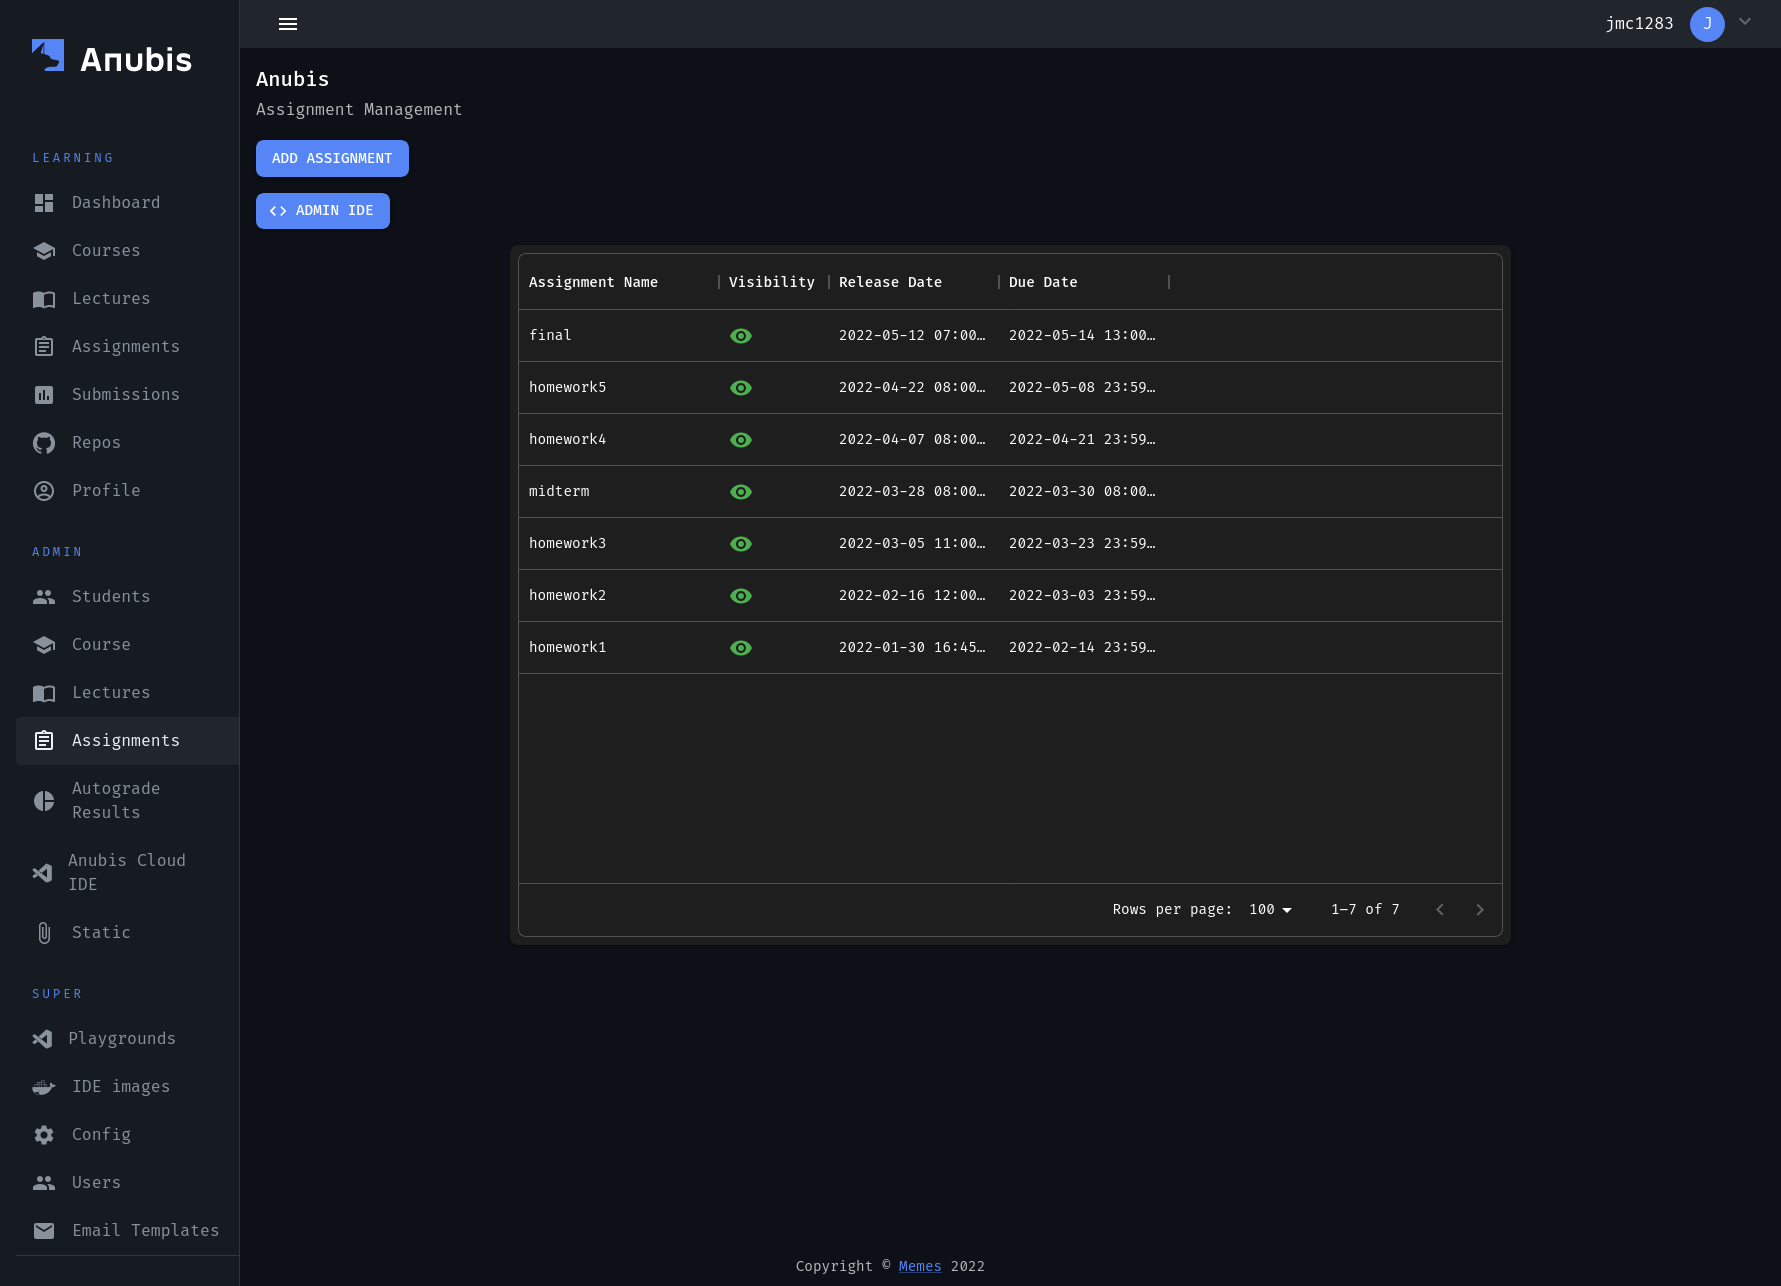 Anubis
LEARNING
Dashboard
Courses
Lectures
Assignments
Submissions
Repos
Profile
ADMIN
Students
Course
Lectures
Assignments
Autograde
Results
Anubis Cloud
IDE
Static
SUPER
Playgrounds
IDE images
Config
Users
Email Templates
jmc1283 J
Anubis
Assignment Management
ADD ASSIGNMENT
<> ADMIN IDE
Assignment Name Visibility Release Date Due Date
final 2022-05-12 07:00… 2022-05-14 13:00…
homework5 2022-04-22 08:00… 2022-05-08 23:59…
homework4 2022-04-07 08:00… 2022-04-21 23:59…
midterm 2022-03-28 08:00… 2022-03-30 08:00…
homework3 2022-03-05 11:00… 2022-03-23 23:59…
homework2 2022-02-16 12:00… 2022-03-03 23:59…
homework1 2022-01-30 16:45… 2022-02-14 23:59…
Rows per page: 100 1–7 of 7
Copyright © Memes 2022